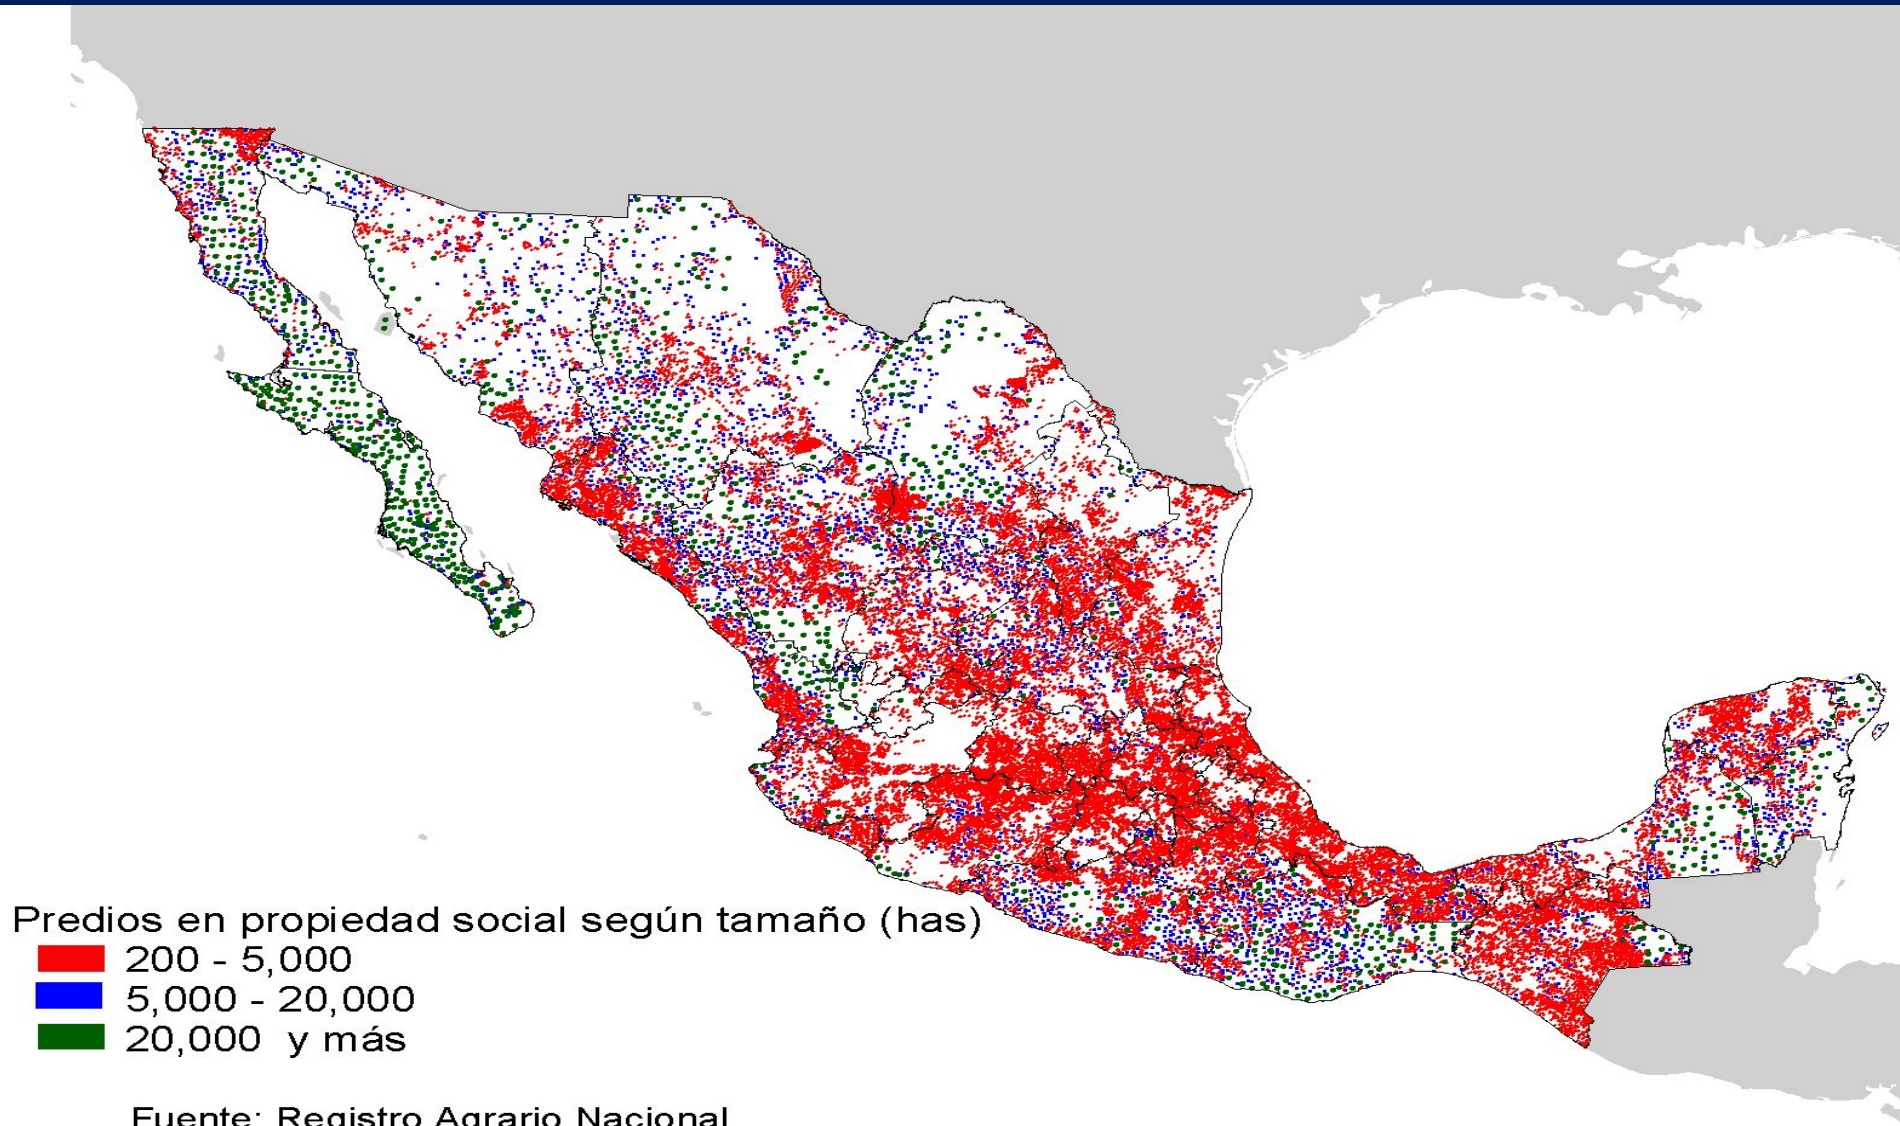 Predios en propiedad social según tamaño (has)
200 - 5,000
5,000 - 20,000
20,000 y más
Fuente: Registro Agrario Nacional